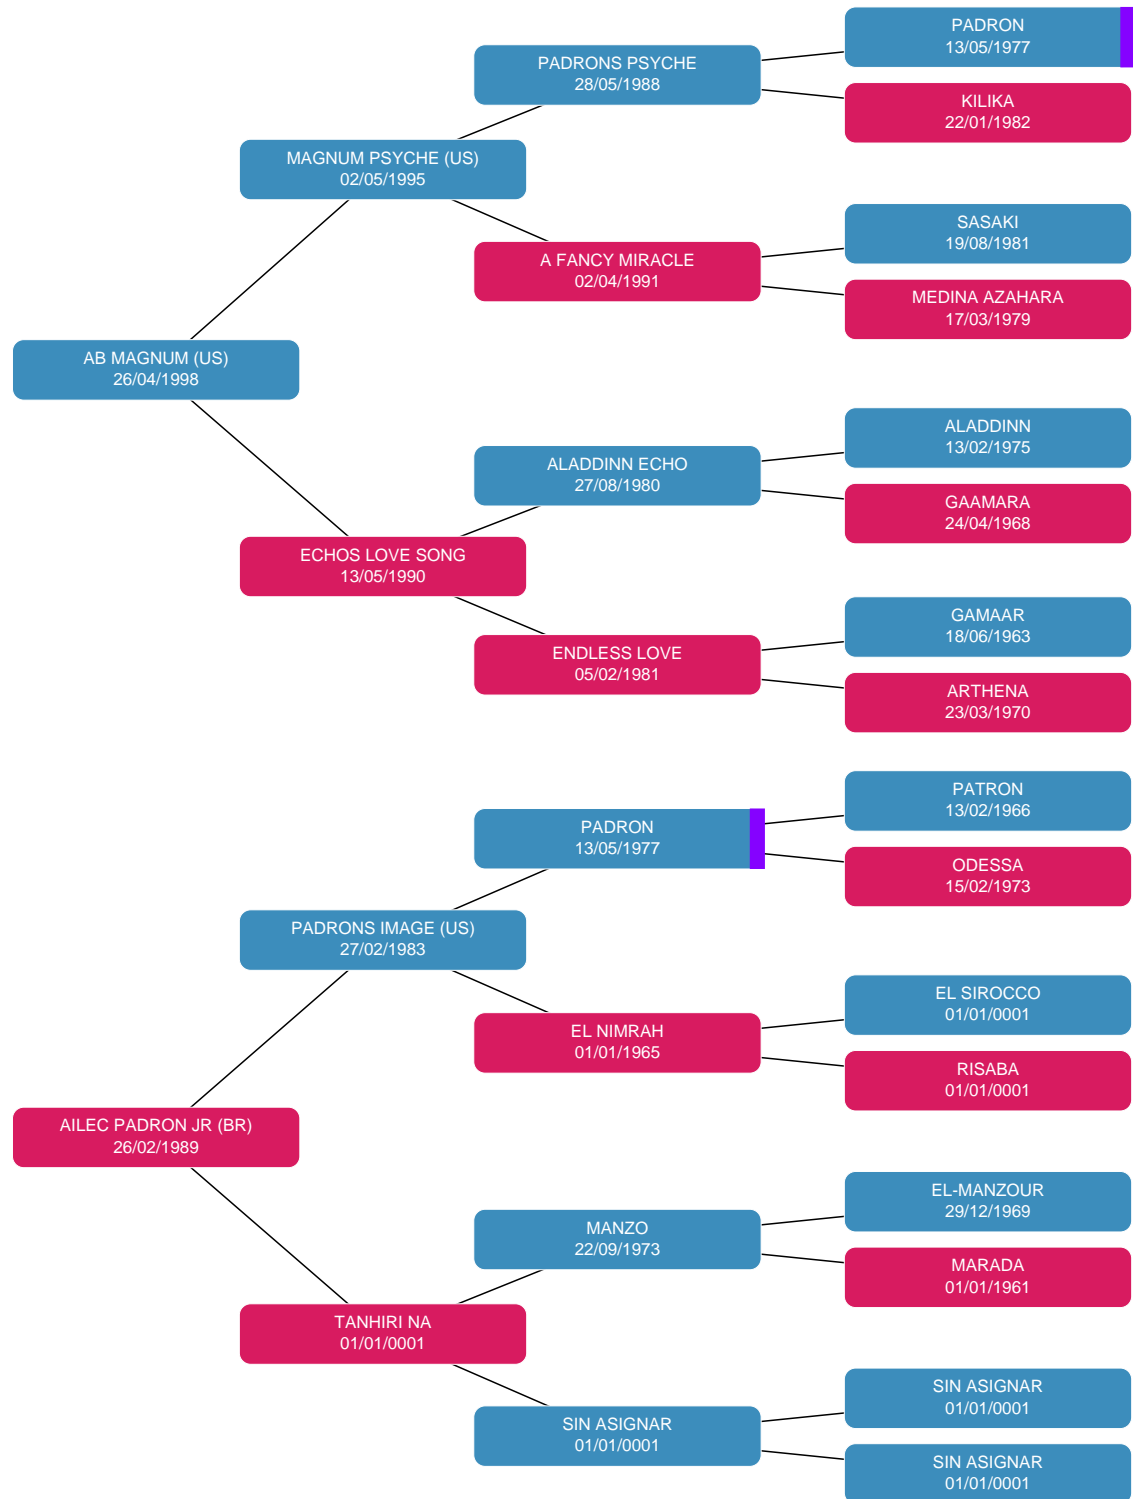 PADRON
13/05/1977
PADRONS PSYCHE
28/05/1988
KILIKA
22/01/1982
MAGNUM PSYCHE (US)
02/05/1995
SASAKI
19/08/1981
A FANCY MIRACLE
02/04/1991
MEDINA AZAHARA
17/03/1979
AB MAGNUM (US)
26/04/1998
ALADDINN
13/02/1975
ALADDINN ECHO
27/08/1980
GAAMARA
24/04/1968
ECHOS LOVE SONG
13/05/1990
GAMAAR
18/06/1963
ENDLESS LOVE
05/02/1981
ARTHENA
23/03/1970
PATRON
13/02/1966
PADRON
13/05/1977
ODESSA
15/02/1973
PADRONS IMAGE (US)
27/02/1983
EL SIROCCO
01/01/0001
EL NIMRAH
01/01/1965
RISABA
01/01/0001
AILEC PADRON JR (BR)
26/02/1989
EL-MANZOUR
29/12/1969
MANZO
22/09/1973
MARADA
01/01/1961
TANHIRI NA
01/01/0001
SIN ASIGNAR
01/01/0001
SIN ASIGNAR
01/01/0001
SIN ASIGNAR
01/01/0001